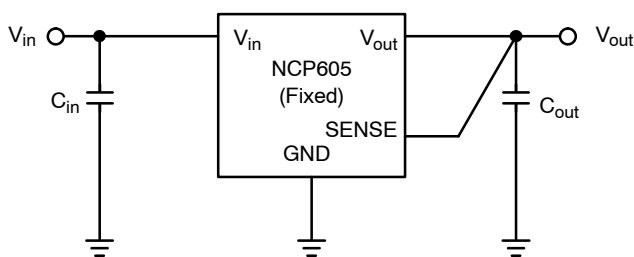 Vin
Vin
Vout
Vout
NCP605
(Fixed)
Cin
Cout
SENSE
GND